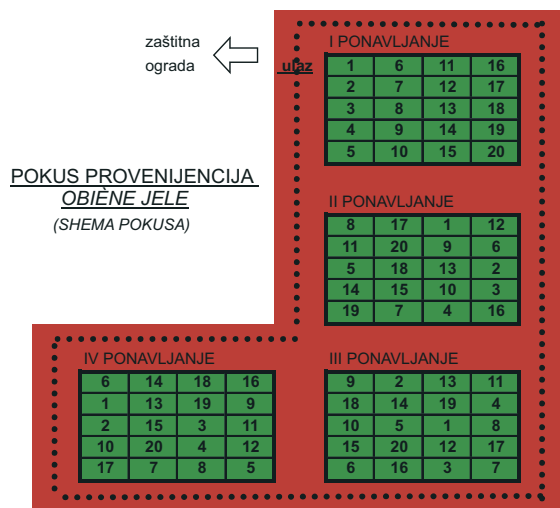 zaštitna
ograda
ulaz
POKUS PROVENIJENCIJA
OBIÈNE JELE
(SHEMA POKUSA)
I PONAVLJANJE
1 6 11 16
2 7 12 17
3 8 13 18
4 9 14 19
5 10 15 20
II PONAVLJANJE
8 17 1 12
11 20 9 6
5 18 13 2
14 15 10 3
19 7 4 16
IV PONAVLJANJE
6 14 18 16
1 13 19 9
2 15 3 11
10 20 4 12
17 7 8 5
III PONAVLJANJE
9 2 13 11
18 14 19 4
10 5 1 8
15 20 12 17
6 16 3 7